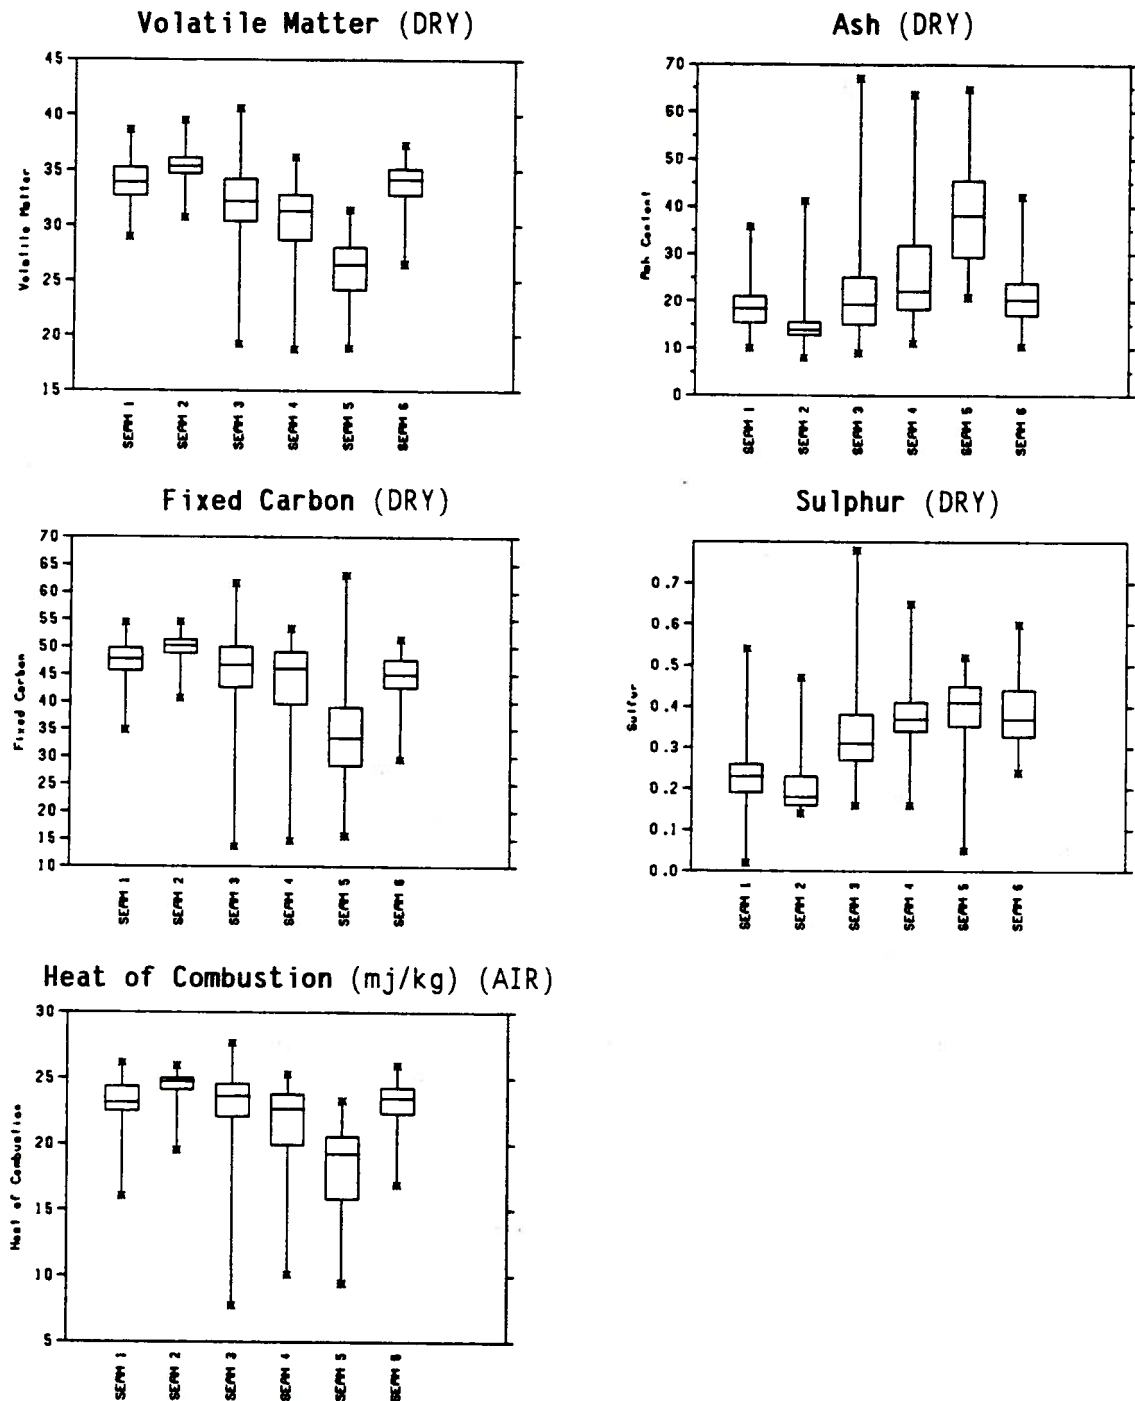 Volatile Matter (DRY)
45
40
35
30
25
20
15
Volatile Matter
SEAM 1
SEAM 2
SEAM 3
SEAM 4
SEAM 5
SEAM 6
Ash (DRY)
70
60
50
40
30
20
10
0
Ash Content
SEAM 1
SEAM 2
SEAM 3
SEAM 4
SEAM 5
SEAM 6
Fixed Carbon (DRY)
70
65
60
55
50
45
40
35
30
25
20
15
10
Fixed Carbon
SEAM 1
SEAM 2
SEAM 3
SEAM 4
SEAM 5
SEAM 6
Sulphur (DRY)
0.7
0.6
0.5
0.4
0.3
0.2
0.1
0.0
Sulfur
SEAM 1
SEAM 2
SEAM 3
SEAM 4
SEAM 5
SEAM 6
Heat of Combustion (mj/kg) (AIR)
30
25
20
15
10
5
Heat of Combustion
SEAM 1
SEAM 2
SEAM 3
SEAM 4
SEAM 5
SEAM 6